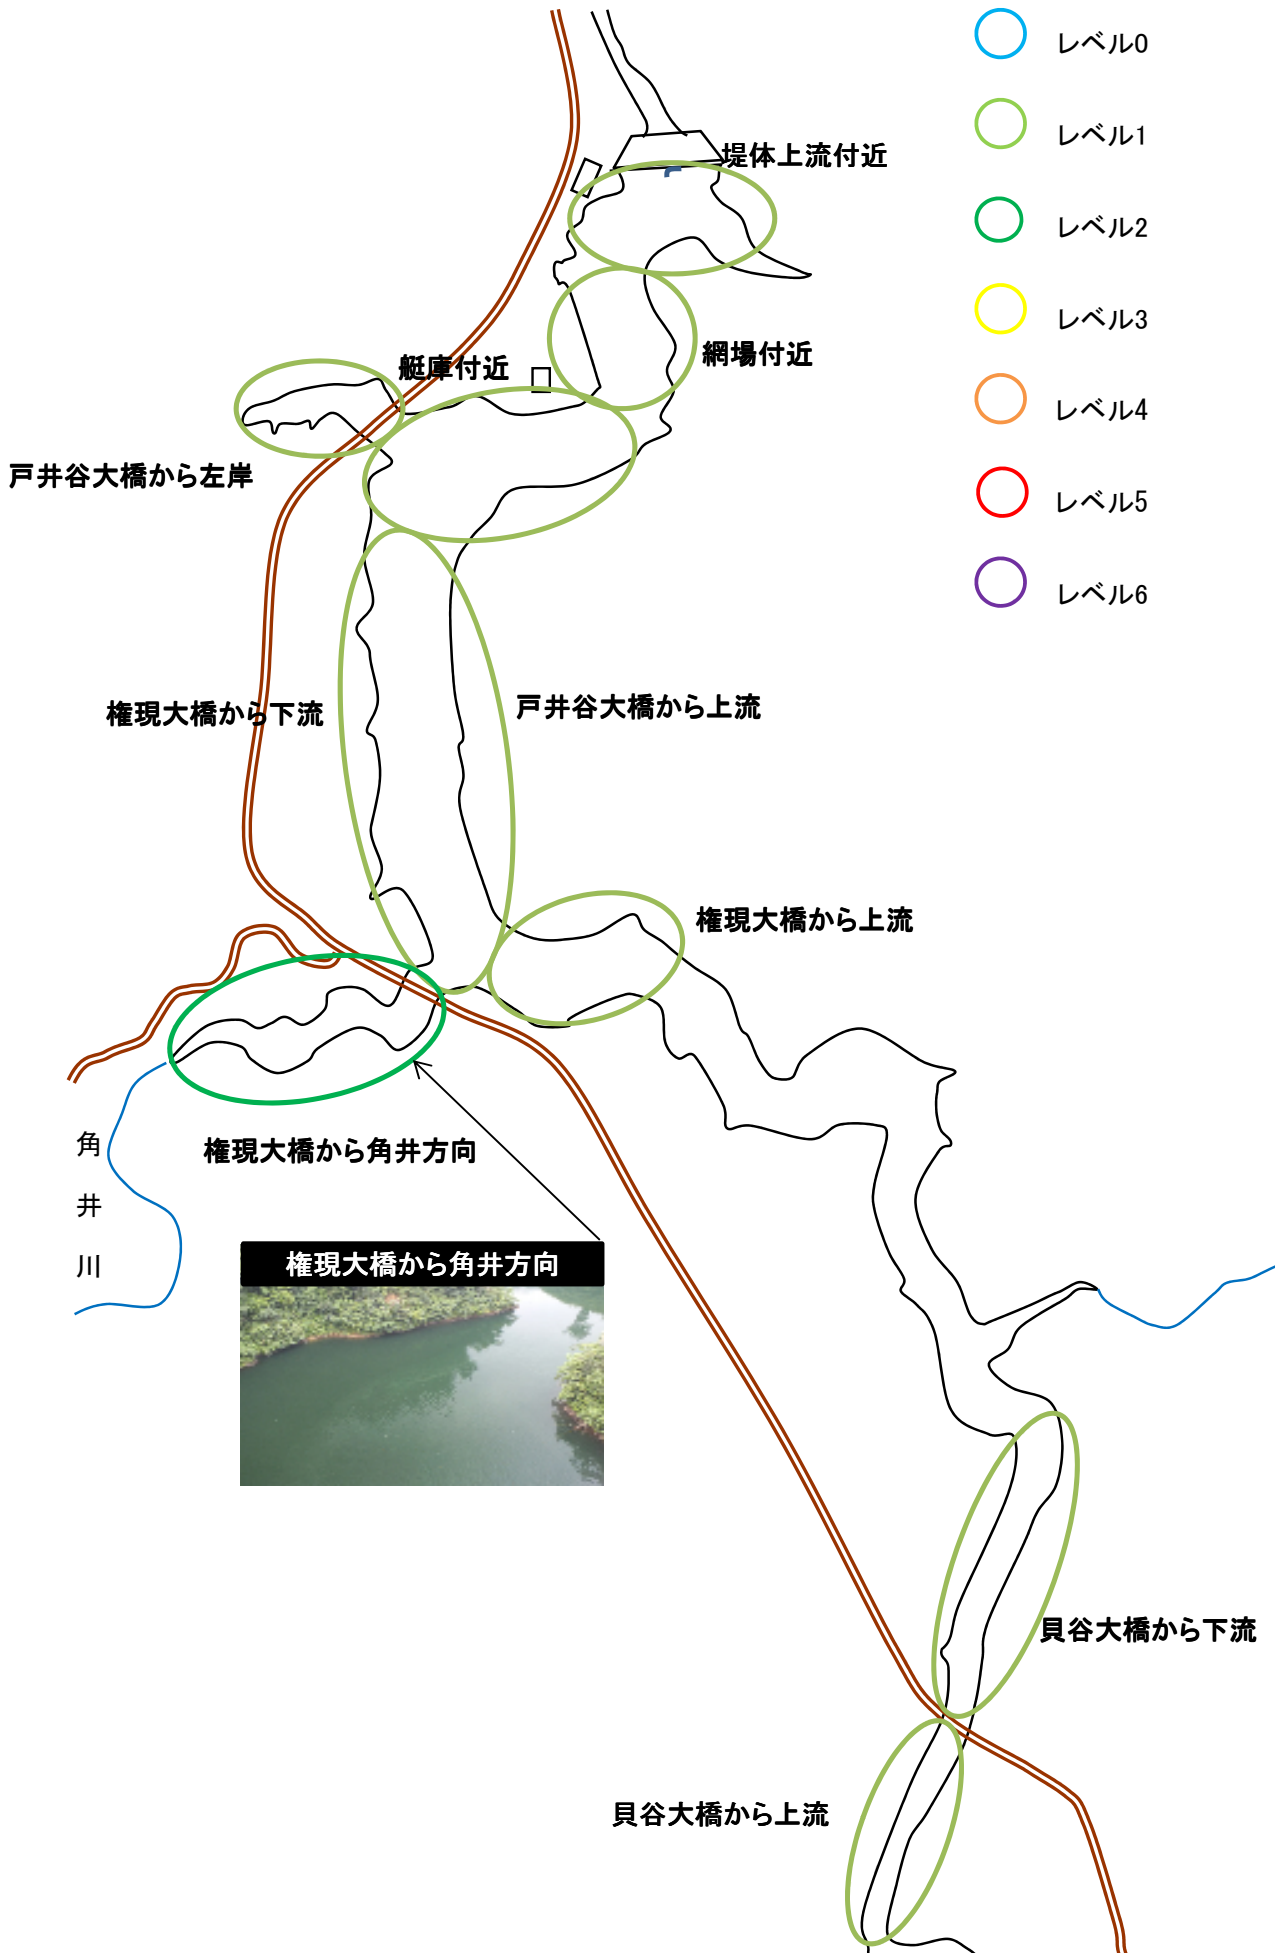 レベル0
レベル1
堤体上流付近
レベル2
レベル3
網場付近
艇庫付近
レベル4
戸井谷大橋から左岸
レベル5
レベル6
権現大橋から下流
戸井谷大橋から上流
権現大橋から上流
角井川
権現大橋から角井方向
権現大橋から角井方向
貝谷大橋から下流
貝谷大橋から上流